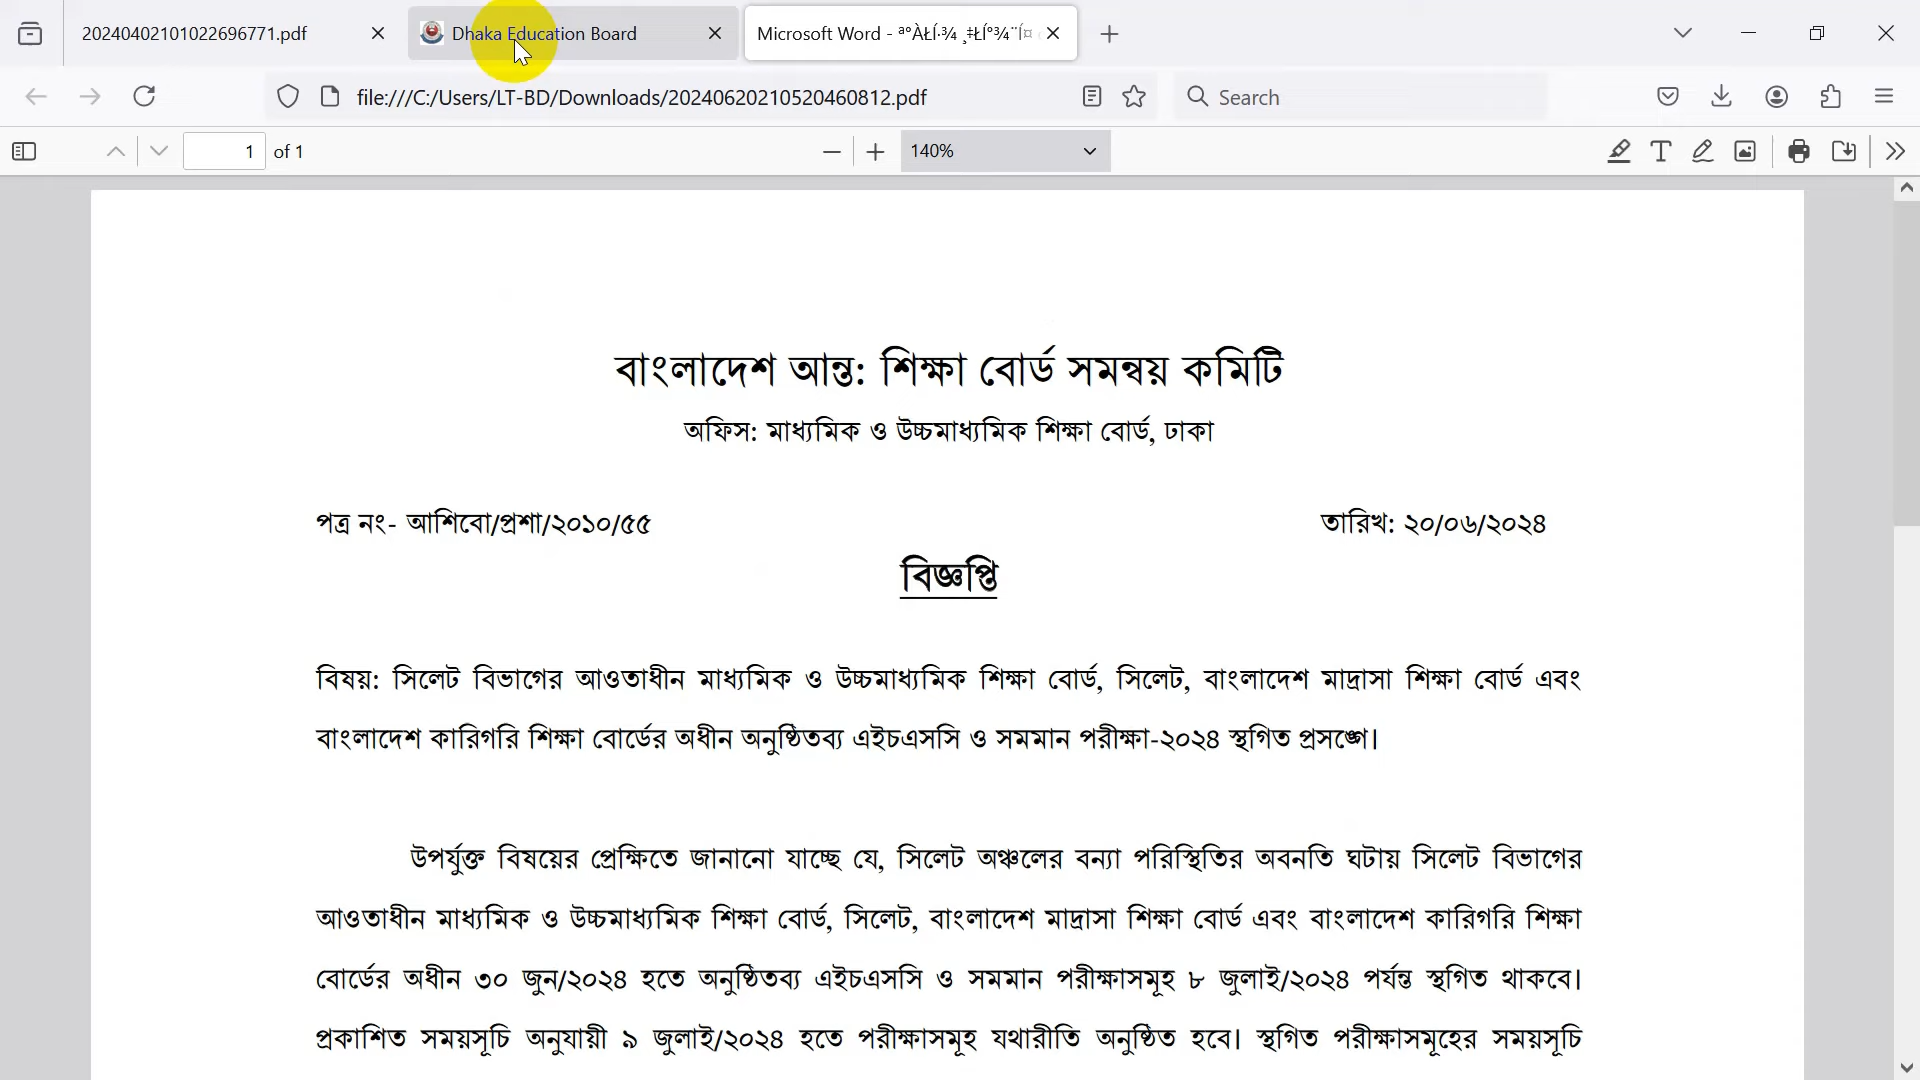 20240402101022696771.pdf
Dhaka Education Board
Microsoft Word -
file:///C:/Users/LT-BD/Downloads/20240620210520460812.pdf
Search
1 of 1
140%
বাংলাদেশ আন্ত: শিক্ষা বোর্ড সমন্বয় কমিটি
অফিস: মাধ্যমিক ও উচ্চমাধ্যমিক শিক্ষা বোর্ড, ঢাকা
পত্র নং- আশিবো/প্রশা/২০১০/৫৫
তারিখ: ২০/০৬/২০২৪
বিজ্ঞপ্তি
বিষয়: সিলেট বিভাগের আওতাধীন মাধ্যমিক ও উচ্চমাধ্যমিক শিক্ষা বোর্ড, সিলেট, বাংলাদেশ মাদ্রাসা শিক্ষা বোর্ড এবং
বাংলাদেশ কারিগরি শিক্ষা বোর্ডের অধীন অনুষ্ঠিতব্য এইচএসসি ও সমমান পরীক্ষা-২০২৪ স্থগিত প্রসঙ্গে।
উপর্যুক্ত বিষয়ের প্রেক্ষিতে জানানো যাচ্ছে যে, সিলেট অঞ্চলের বন্যা পরিস্থিতির অবনতি ঘটায় সিলেট বিভাগের
আওতাধীন মাধ্যমিক ও উচ্চমাধ্যমিক শিক্ষা বোর্ড, সিলেট, বাংলাদেশ মাদ্রাসা শিক্ষা বোর্ড এবং বাংলাদেশ কারিগরি শিক্ষা
বোর্ডের অধীন ৩০ জুন/২০২৪ হতে অনুষ্ঠিতব্য এইচএসসি ও সমমান পরীক্ষাসমূহ ৮ জুলাই/২০২৪ পর্যন্ত স্থগিত থাকবে।
প্রকাশিত সময়সূচি অনুযায়ী ৯ জুলাই/২০২৪ হতে পরীক্ষাসমূহ যথারীতি অনুষ্ঠিত হবে। স্থগিত পরীক্ষাসমূহের সময়সূচি